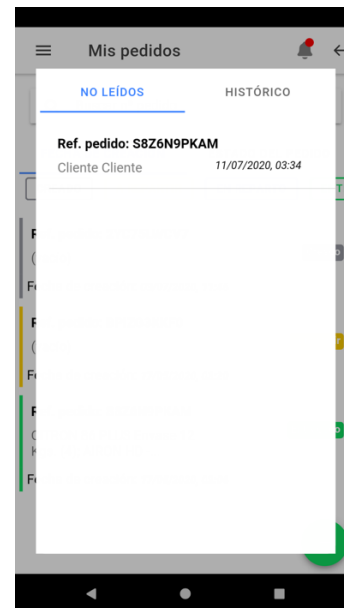 Mis pedidos
NO LEÍDOS
HISTÓRICO
Ref. pedido: S8Z6N9PKAM
Cliente Cliente
11/07/2020, 03:34